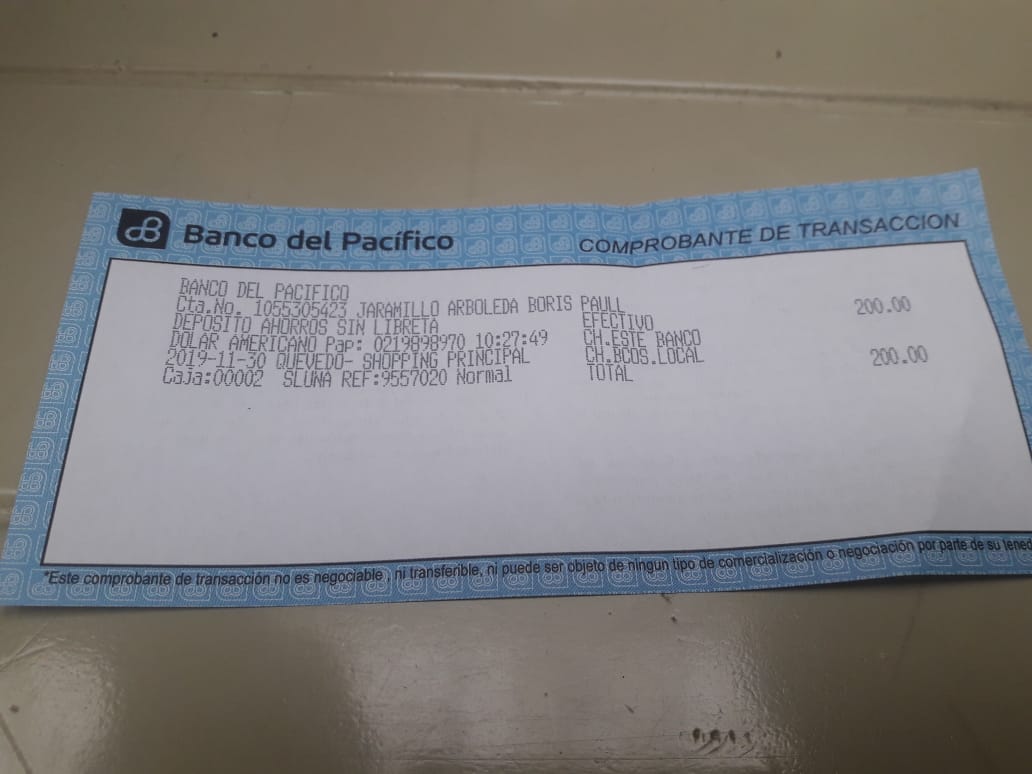 Banco del Pacífico
COMPROBANTE DE TRANSACCION
BANCO DEL PACIFICO
Cta.No. 1055305423 JARAMILLO ARBOLEDA BORIS PAULL
DEPOSITO AHORROS SIN LIBRETA EFECTIVO 200.00
DOLAR AMERICANO Pap: 0219898970 10:27:49 CH.ESTE BANCO
2019-11-30 QUEVEDO- SHOPPING PRINCIPAL CH.BCOS.LOCAL
Caja:00002 SLUNA REF:9557020 Normal TOTAL 200.00
*Este comprobante de transacción no es negociable , ni transferible, ni puede ser objeto de ningun tipo de comercialización o negociación por parte de su